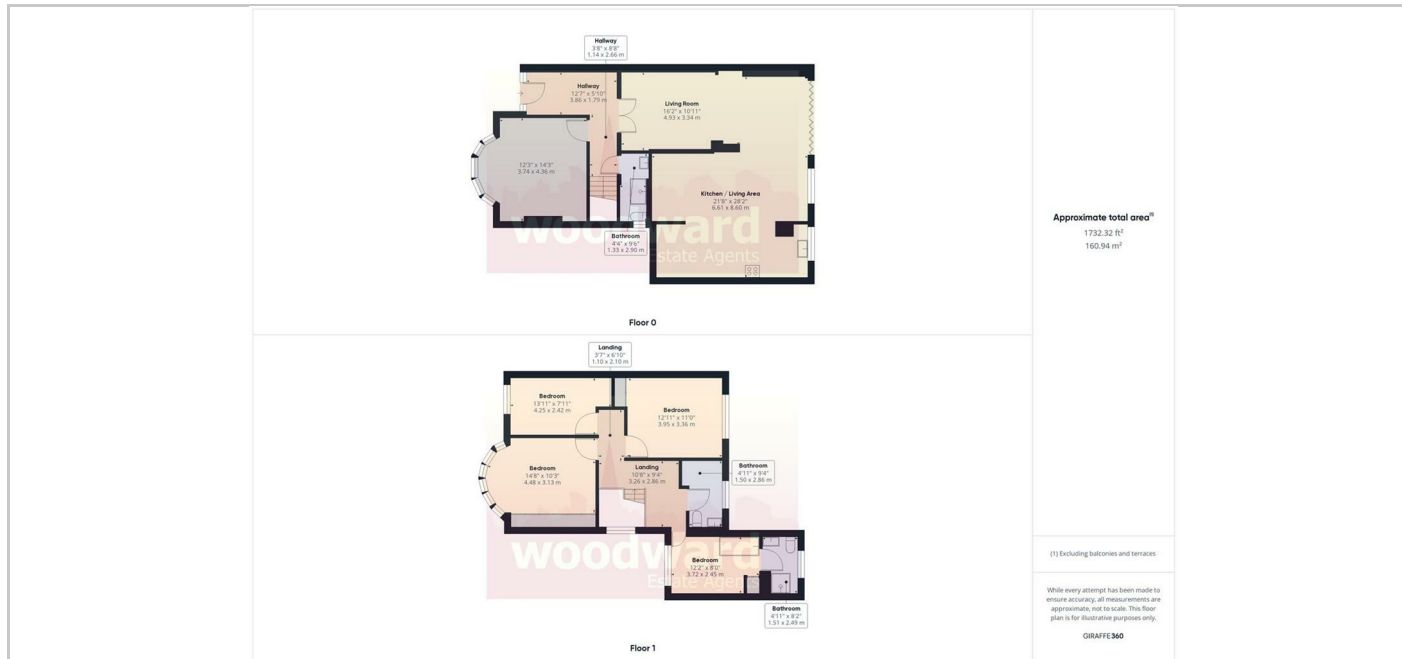 Hallway
3'8" x 8'8"
1.14 x 2.66 m
Hallway
12'7" x 5'10"
3.86 x 1.79 m
Living Room
16'2" x 10'11"
4.93 x 3.34 m
12'3" x 14'3"
3.74 x 4.36 m
Kitchen / Living Area
21'8" x 28'2"
6.61 x 8.60 m
Bathroom
4'4" x 9'6"
1.33 x 2.90 m
woodward
Estate Agents
Floor 0
Landing
3'7" x 6'10"
1.10 x 2.10 m
Bedroom
13'11" x 7'11"
4.25 x 2.42 m
Bedroom
12'11" x 11'0"
3.95 x 3.36 m
Bedroom
14'8" x 10'3"
4.48 x 3.13 m
Landing
10'8" x 9'4"
3.26 x 2.86 m
Bathroom
4'11" x 9'4"
1.50 x 2.86 m
Bedroom
12'2" x 8'0"
3.72 x 2.45 m
Bathroom
4'11" x 8'2"
1.51 x 2.49 m
woodward
Estate Agents
Floor 1
Approximate total area(1)
1732.32 ft²
160.94 m²
(1) Excluding balconies and terraces
While every attempt has been made to
ensure accuracy, all measurements are
approximate, not to scale. This floor
plan is for illustrative purposes only.
GIRAFFE360